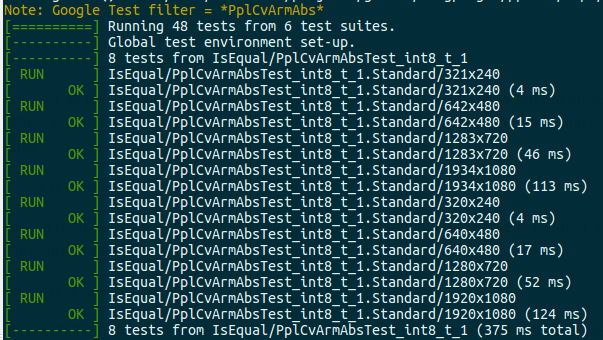 Note: Google Test filter = *PplCvArmAbs*
[==========] Running 48 tests from 6 test suites.
[----------] Global test environment set-up.
[----------] 8 tests from IsEqual/PplCvArmAbsTest_int8_t_1
[ RUN      ] IsEqual/PplCvArmAbsTest_int8_t_1.Standard/321x240
[       OK ] IsEqual/PplCvArmAbsTest_int8_t_1.Standard/321x240 (4 ms)
[ RUN      ] IsEqual/PplCvArmAbsTest_int8_t_1.Standard/642x480
[       OK ] IsEqual/PplCvArmAbsTest_int8_t_1.Standard/642x480 (15 ms)
[ RUN      ] IsEqual/PplCvArmAbsTest_int8_t_1.Standard/1283x720
[       OK ] IsEqual/PplCvArmAbsTest_int8_t_1.Standard/1283x720 (46 ms)
[ RUN      ] IsEqual/PplCvArmAbsTest_int8_t_1.Standard/1934x1080
[       OK ] IsEqual/PplCvArmAbsTest_int8_t_1.Standard/1934x1080 (113 ms)
[ RUN      ] IsEqual/PplCvArmAbsTest_int8_t_1.Standard/320x240
[       OK ] IsEqual/PplCvArmAbsTest_int8_t_1.Standard/320x240 (4 ms)
[ RUN      ] IsEqual/PplCvArmAbsTest_int8_t_1.Standard/640x480
[       OK ] IsEqual/PplCvArmAbsTest_int8_t_1.Standard/640x480 (17 ms)
[ RUN      ] IsEqual/PplCvArmAbsTest_int8_t_1.Standard/1280x720
[       OK ] IsEqual/PplCvArmAbsTest_int8_t_1.Standard/1280x720 (52 ms)
[ RUN      ] IsEqual/PplCvArmAbsTest_int8_t_1.Standard/1920x1080
[       OK ] IsEqual/PplCvArmAbsTest_int8_t_1.Standard/1920x1080 (124 ms)
[----------] 8 tests from IsEqual/PplCvArmAbsTest_int8_t_1 (375 ms total)